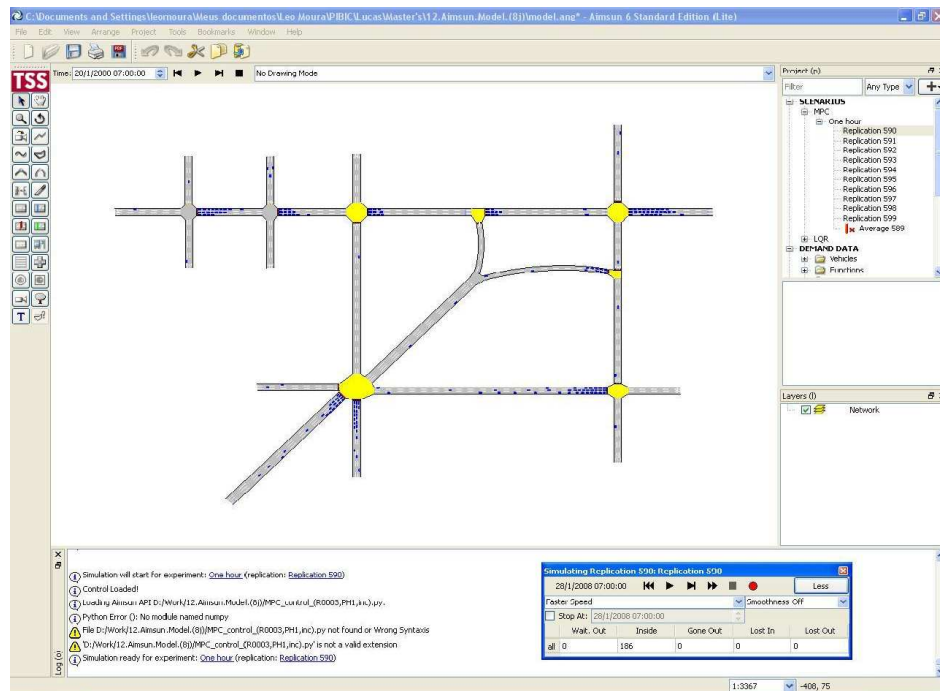 C:\Documents and Settings\leomoura\Meus documentos\Leo Moura\PIBIC\Lucas\Master's\12.Aimsun.Model.(8j)\model.ang* - Aimsun 6 Standard Edition (Lite)
File Edit View Arrange Project Tools Bookmarks Window Help
TSS
Time: 20/1/2000 07:00:00
No Drawing Mode
Project (p)
Filter
Any Type
SCENARIUS
MPC
One hour
Replication 590
Replication 591
Replication 592
Replication 593
Replication 594
Replication 595
Replication 596
Replication 597
Replication 598
Replication 599
Average 589
LQR
DEMAND DATA
Vehicles
Functions
Layers (l)
Network
Simulation will start for experiment: One hour (replication: Replication 590)
Control Loaded!
Loading Aimsun API D:/Work/12.Aimsun.Model.(8j)/MPC_control_(R0003,PH1,inc).py.
Python Error (): No module named numpy
File D:/Work/12.Aimsun.Model.(8j)/MPC_control_(R0003,PH1,inc).py not found or Wrong Syntaxis
'D:/Work/12.Aimsun.Model.(8j)/MPC_control_(R0003,PH1,inc).py' is not a valid extension
Simulation ready for experiment: One hour (replication: Replication 590)
Log (o)
Simulating Replication 590: Replication 590
28/1/2008 07:00:00
Less
Faster Speed
Smoothness Off
Stop At: 28/1/2008 07:00:00
Wait. Out Inside Gone Out Lost In Lost Out
all 0 186 0 0 0
1:3367
-408, 75